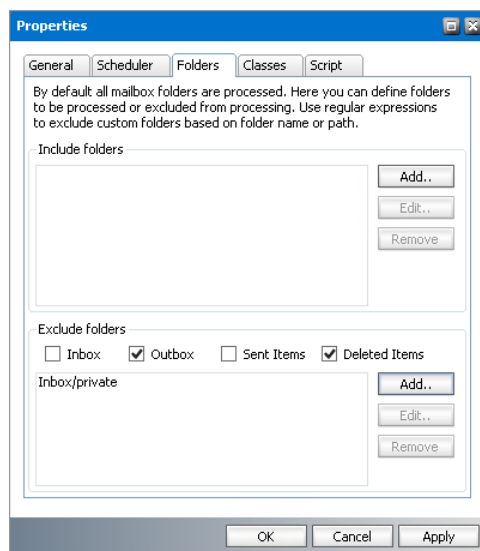 Properties
General Scheduler Folders Classes Script
By default all mailbox folders are processed. Here you can define folders
to be processed or excluded from processing. Use regular expressions
to exclude custom folders based on folder name or path.
Include folders
Add..
Edit..
Remove
Exclude folders
Inbox Outbox Sent Items Deleted Items
Inbox/private
Add..
Edit..
Remove
OK Cancel Apply